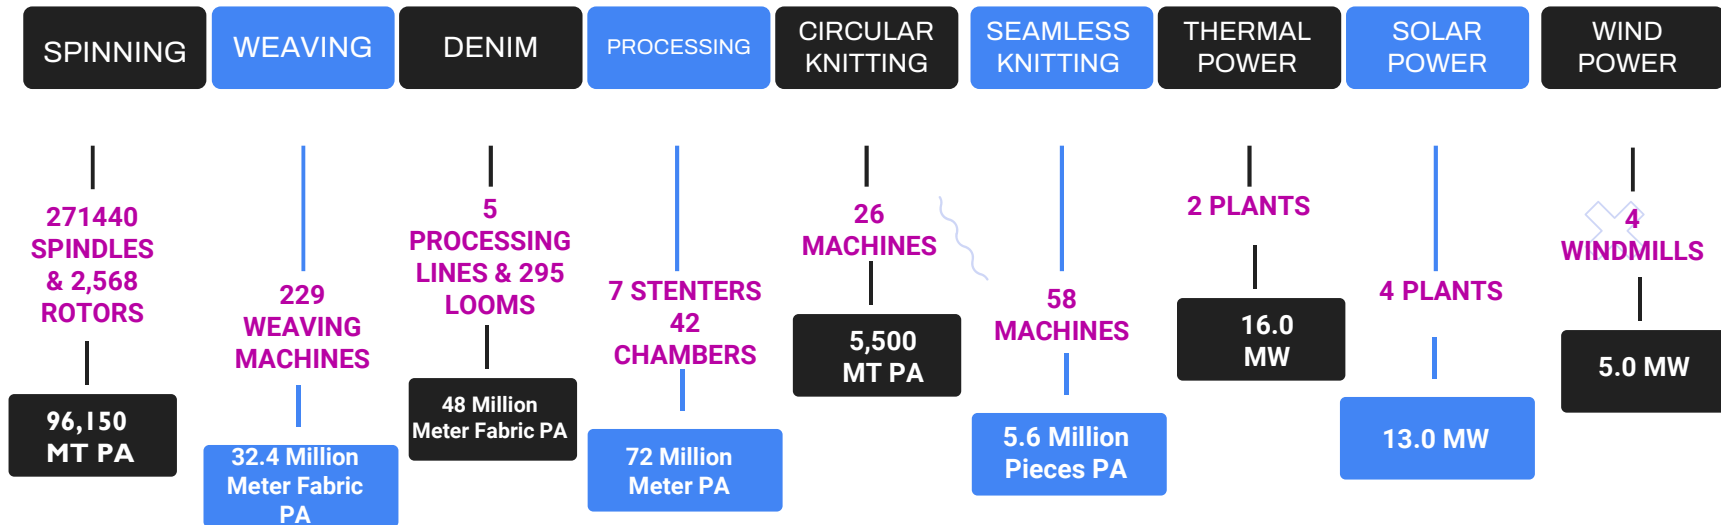 SPINNING
WEAVING
DENIM
PROCESSING
CIRCULAR
KNITTING
SEAMLESS
KNITTING
THERMAL
POWER
SOLAR
POWER
WIND
POWER
271440
SPINDLES
& 2,568
ROTORS
96,150
MT PA
229
WEAVING
MACHINES
32.4 Million
Meter Fabric
PA
5
PROCESSING
LINES & 295
LOOMS
48 Million
Meter Fabric PA
7 STENTERS
42
CHAMBERS
72 Million
Meter PA
26
MACHINES
5,500
MT PA
58
MACHINES
5.6 Million
Pieces PA
2 PLANTS
16.0
MW
4 PLANTS
13.0 MW
4
WINDMILLS
5.0 MW